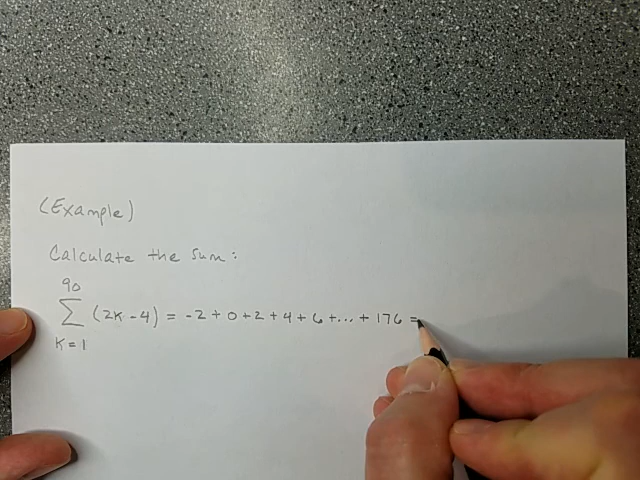 (Example)
Calculate the sum:
90
∑ (2K - 4) = -2 + 0 + 2 + 4 + 6 + ... + 176 =
K = 1